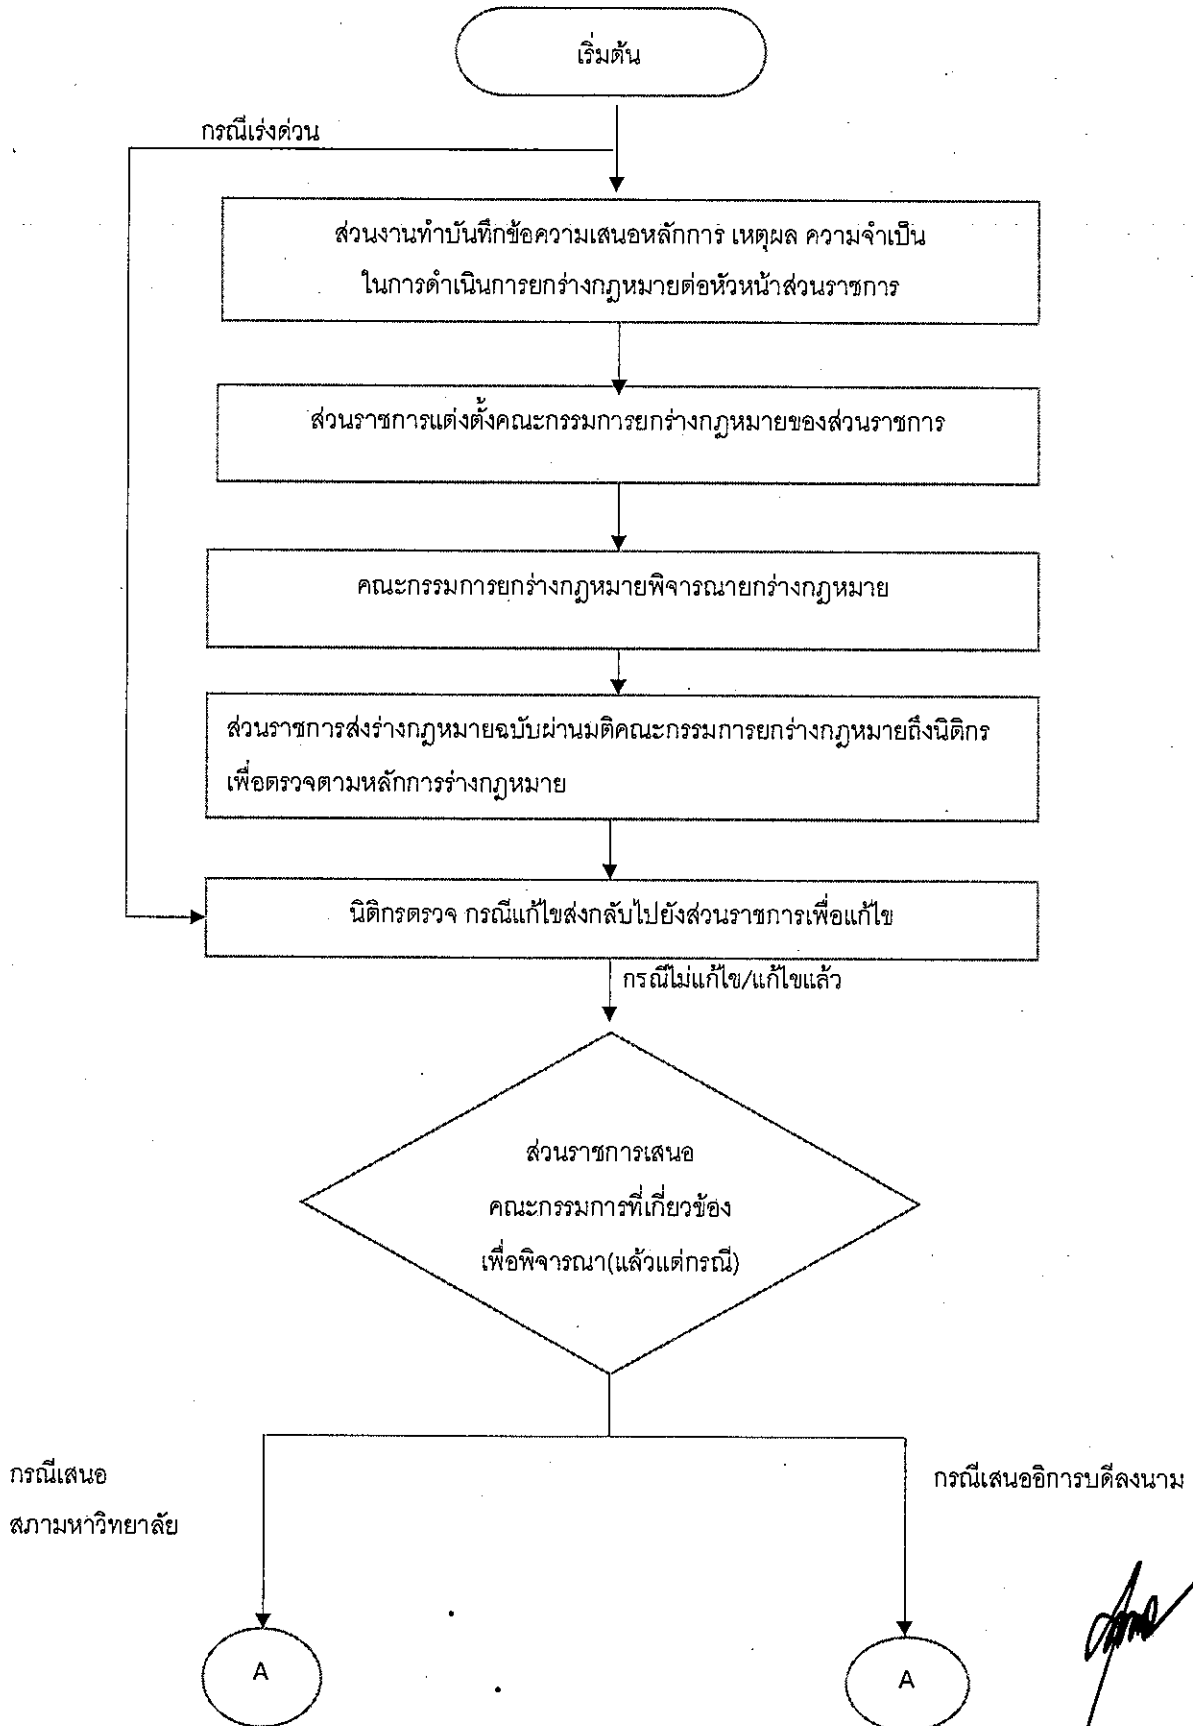 เริ่มต้น
กรณีเร่งด่วน
ส่วนงานทำบันทึกข้อความเสนอหลักการ เหตุผล ความจำเป็น
ในการดำเนินการยกร่างกฎหมายต่อหัวหน้าส่วนราชการ
ส่วนราชการแต่งตั้งคณะกรรมการยกร่างกฎหมายของส่วนราชการ
คณะกรรมการยกร่างกฎหมายพิจารณายกร่างกฎหมาย
ส่วนราชการส่งร่างกฎหมายฉบับผ่านมติคณะกรรมการยกร่างกฎหมายถึงนิติกร
เพื่อตรวจตามหลักการร่างกฎหมาย
นิติกรตรวจ กรณีแก้ไขส่งกลับไปยังส่วนราชการเพื่อแก้ไข
กรณีไม่แก้ไข/แก้ไขแล้ว
ส่วนราชการเสนอ
คณะกรรมการที่เกี่ยวข้อง
เพื่อพิจารณา(แล้วแต่กรณี)
กรณีเสนอ
สภามหาวิทยาลัย
กรณีเสนออธิการบดีลงนาม
A
A